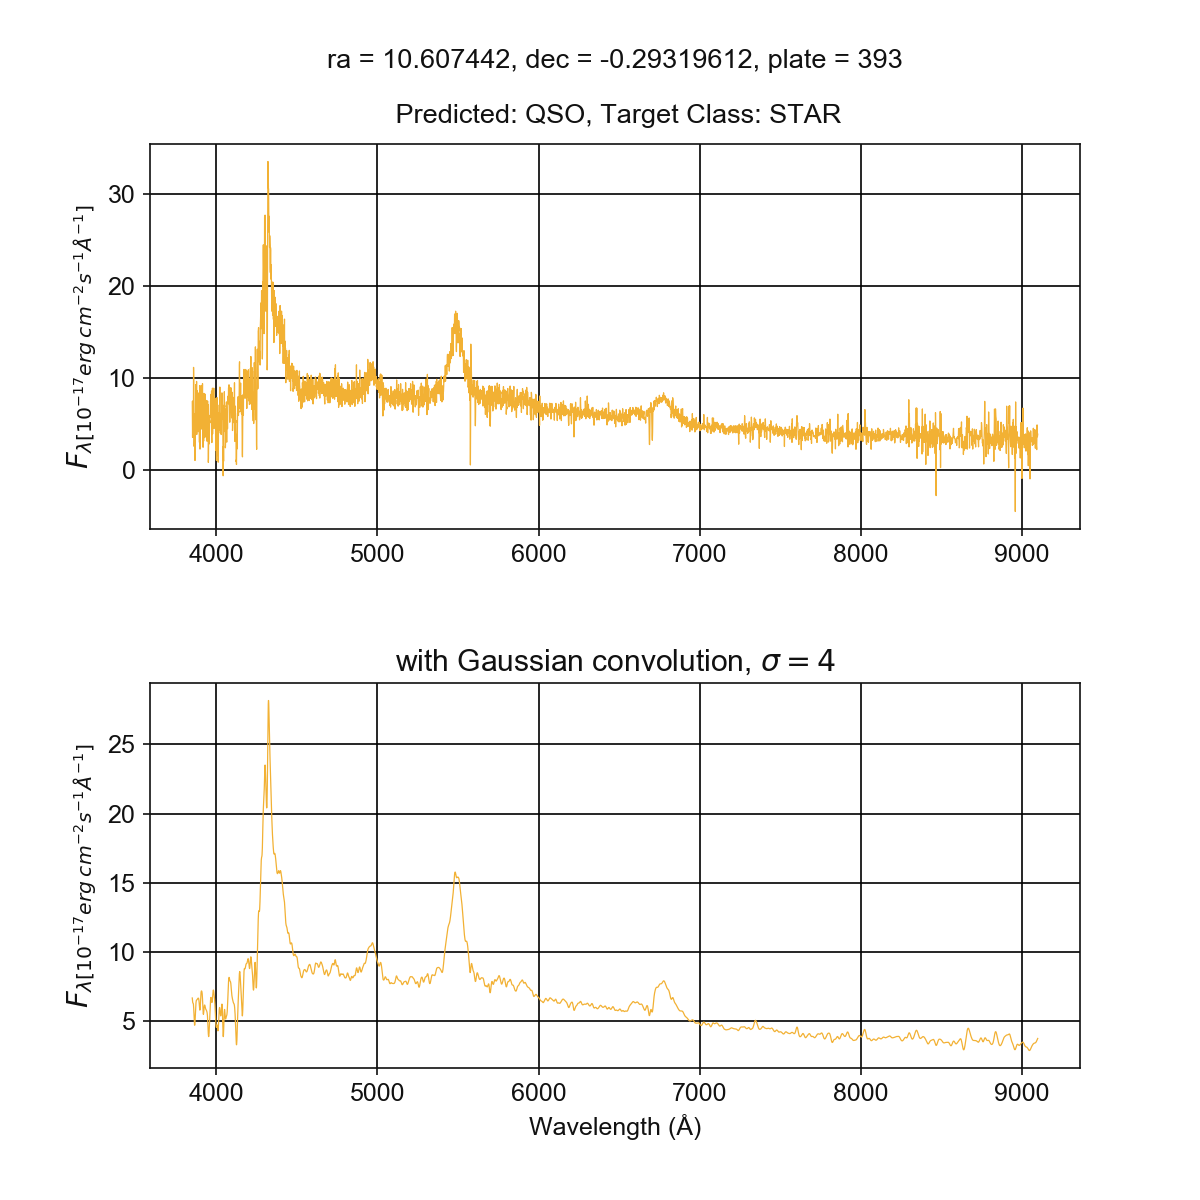 ra = 10.607442, dec = -0.29319612, plate = 393
Predicted: QSO, Target Class: STAR
F_λ[10^{-17} erg cm^{-2} s^{-1} Å^{-1}]
30
20
10
0
4000 5000 6000 7000 8000 9000
with Gaussian convolution, σ = 4
F_λ[10^{-17} erg cm^{-2} s^{-1} Å^{-1}]
25
20
15
10
5
4000 5000 6000 7000 8000 9000
Wavelength (Å)